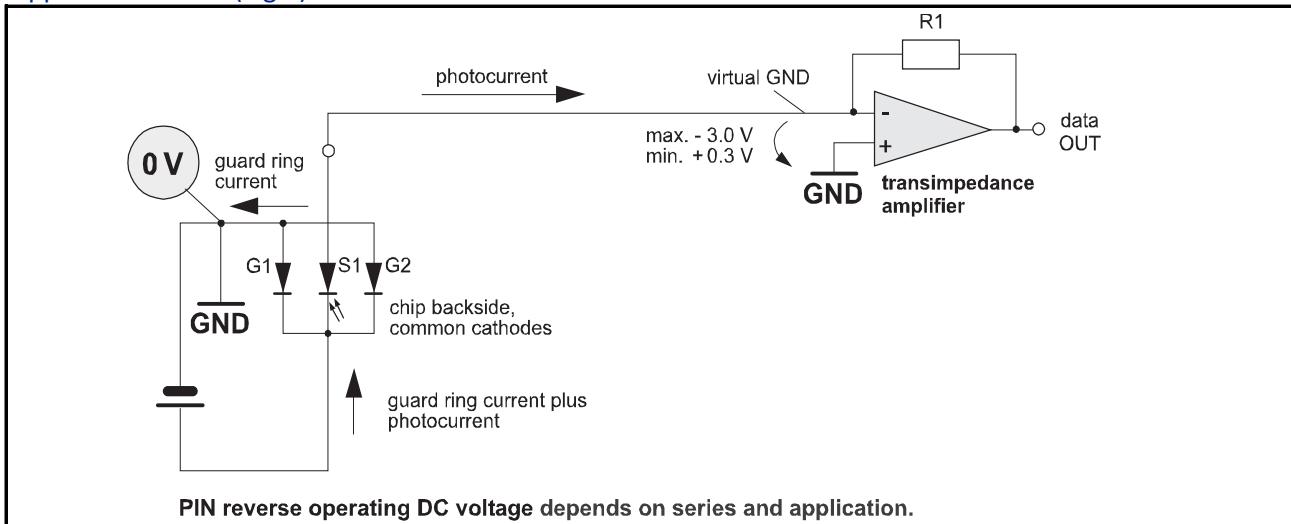 R1
photocurrent
virtual GND
max. - 3.0 V
min. + 0.3 V
-
+
data
OUT
GND
transimpedance
amplifier
0 V
guard ring
current
G1
S1
G2
GND
chip backside,
common cathodes
guard ring current plus
photocurrent
PIN reverse operating DC voltage depends on series and application.